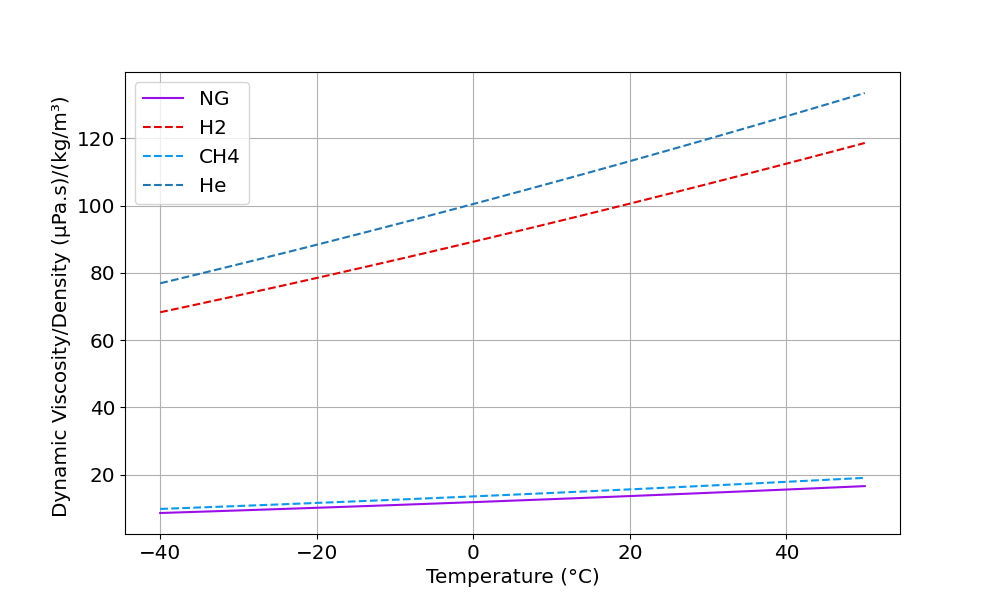 NG
H2
CH4
He
Dynamic Viscosity/Density (µPa.s)/(kg/m³)
120
100
80
60
40
20
−40
−20
0
20
40
Temperature (°C)